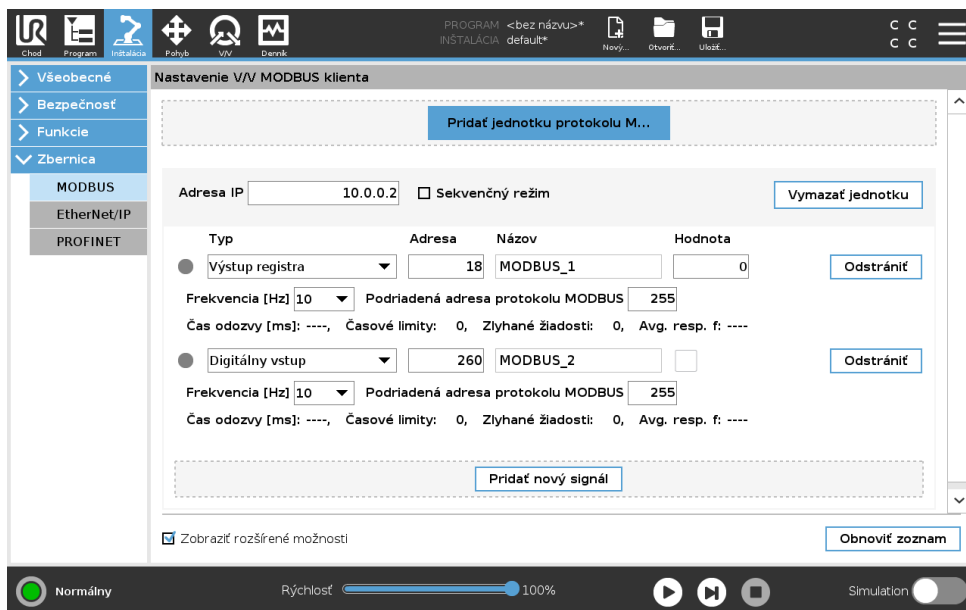 PROGRAM <bez názvu>*
INŠTALÁCIA default*
Chod Program Inštalácia Pohyb V/V Denník Nový... Otvoriť... Uložiť...
C C
C C
Všeobecné
Bezpečnosť
Funkcie
Zbernica
MODBUS
EtherNet/IP
PROFINET
Nastavenie V/V MODBUS klienta
Pridať jednotku protokolu M...
Adresa IP 10.0.0.2 Sekvenčný režim Vymazať jednotku
Typ Adresa Názov Hodnota
Výstup registra 18 MODBUS_1 0 Odstrániť
Frekvencia [Hz] 10 Podriadená adresa protokolu MODBUS 255
Čas odozvy [ms]: ----, Časové limity: 0, Zlyhané žiadosti: 0, Avg. resp. f: ----
Digitálny vstup 260 MODBUS_2 Odstrániť
Frekvencia [Hz] 10 Podriadená adresa protokolu MODBUS 255
Čas odozvy [ms]: ----, Časové limity: 0, Zlyhané žiadosti: 0, Avg. resp. f: ----
Pridať nový signál
Zobraziť rozšírené možnosti Obnoviť zoznam
Normálny Rýchlosť 100% Simulation